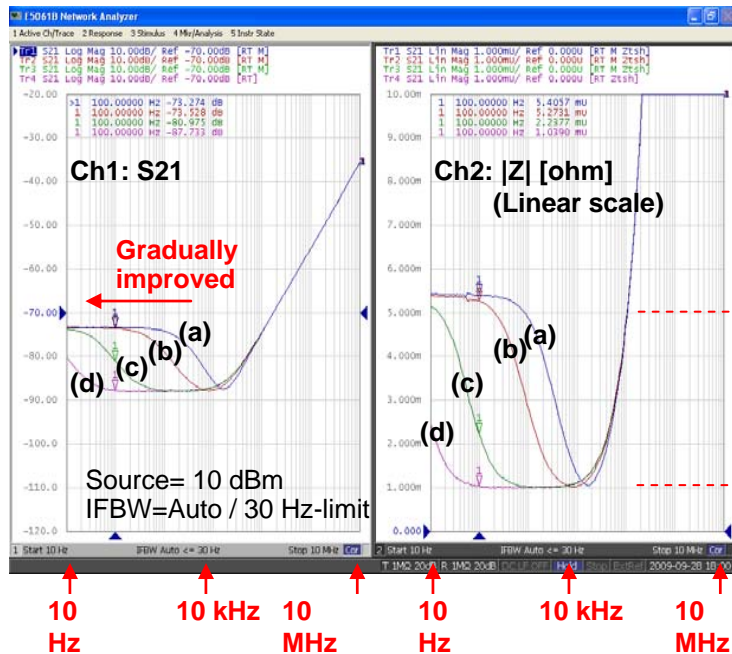 E5061B Network Analyzer
1 Active Ch/Trace 2 Response 3 Stimulus 4 Mkr/Analysis 5 Instr State
Tr1 S21 Log Mag 10.00dB/ Ref -70.00dB [RT M]
Tr2 S21 Log Mag 10.00dB/ Ref -70.00dB [RT M]
Tr3 S21 Log Mag 10.00dB/ Ref -70.00dB [RT M]
Tr4 S21 Log Mag 10.00dB/ Ref -70.00dB [RT]
-20.00
>1 100.00000 Hz -73.274 dB
1 100.00000 Hz -73.528 dB
1 100.00000 Hz -80.975 dB
1 100.00000 Hz -87.733 dB
-30.00
Ch1: S21
-40.00
-50.00
Gradually
improved
-60.00
-70.00
(a)
(b)
-80.00
(c)
(d)
-90.00
-100.0
Source= 10 dBm
-110.0
IFBW=Auto / 30 Hz-limit
-120.0
1 Start 10 Hz IFBW Auto <= 30 Hz Stop 10 MHz Cor
10 Hz
10 kHz
10 MHz
Tr1 S21 Lin Mag 1.000mU/ Ref 0.000U [RT M Ztsh]
Tr2 S21 Lin Mag 1.000mU/ Ref 0.000U [RT M Ztsh]
Tr3 S21 Lin Mag 1.000mU/ Ref 0.000U [RT M Ztsh]
Tr4 S21 Lin Mag 1.000mU/ Ref 0.000U [RT Ztsh]
10.00m
1 100.00000 Hz 5.4057 mU
1 100.00000 Hz 5.2731 mU
1 100.00000 Hz 2.2377 mU
1 100.00000 Hz 1.0390 mU
9.000m
Ch2: |Z| [ohm]
8.000m
(Linear scale)
7.000m
6.000m
5.000m
(a)
(b)
4.000m
(c)
3.000m
(d)
2.000m
1.000m
0.000
2 Start 10 Hz IFBW Auto <= 30 Hz Stop 10 MHz Cor
T 1MΩ 20dB R 1MΩ 20dB DC LF OFF Hold Stop ExtRef 2009-09-28 18:00
10 Hz
10 kHz
10 MHz